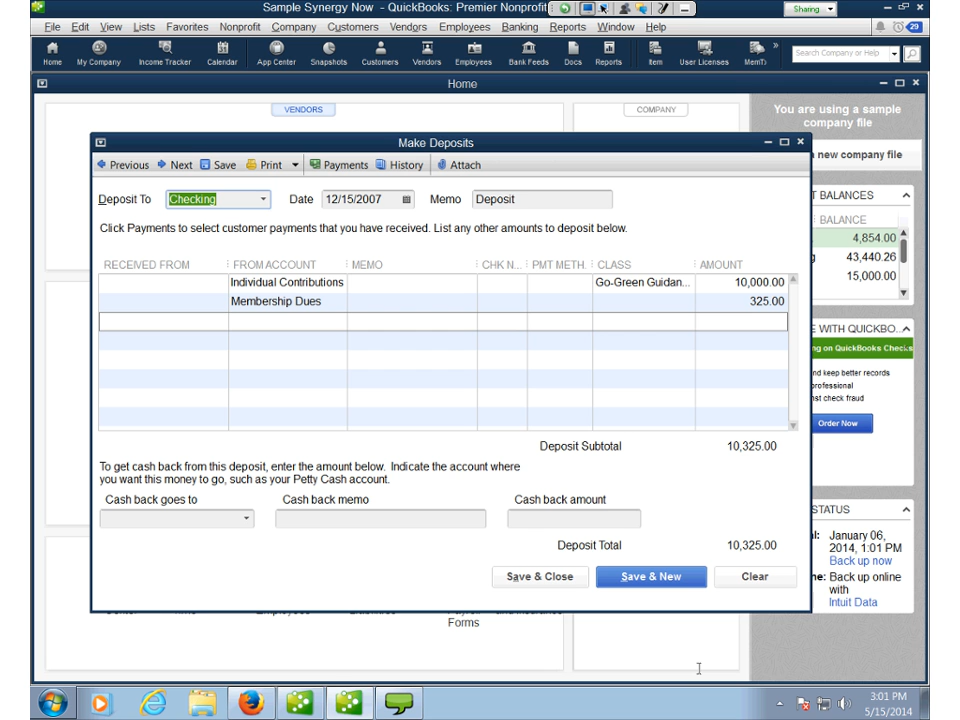 Sample Synergy Now - QuickBooks: Premier Nonprofit
Sharing
File Edit View Lists Favorites Nonprofit Company Customers Vendors Employees Banking Reports Window Help
29
Home My Company Income Tracker Calendar App Center Snapshots Customers Vendors Employees Bank Feeds Docs Reports Item User Licenses MemTi »
Search Company or Help
Home
VENDORS
COMPANY
You are using a sample
company file
Make Deposits
new company file
Previous Next Save Print Payments History Attach
Deposit To Checking Date 12/15/2007 Memo Deposit
T BALANCES
BALANCE
Click Payments to select customer payments that you have received. List any other amounts to deposit below.
4,854.00
g 43,440.26
15,000.00
RECEIVED FROM FROM ACCOUNT MEMO CHK N... PMT METH. CLASS AMOUNT
Individual Contributions Go-Green Guidan... 10,000.00
Membership Dues 325.00
E WITH QUICKBO...
ng on QuickBooks Checks
nd keep better records
professional
nst check fraud
Order Now
Deposit Subtotal 10,325.00
To get cash back from this deposit, enter the amount below. Indicate the account where
you want this money to go, such as your Petty Cash account.
Cash back goes to Cash back memo Cash back amount
STATUS
l: January 06,
2014, 1:01 PM
Back up now
Deposit Total 10,325.00
Save & Close Save & New Clear
ne: Back up online
with
Intuit Data
Forms
3:01 PM
5/15/2014